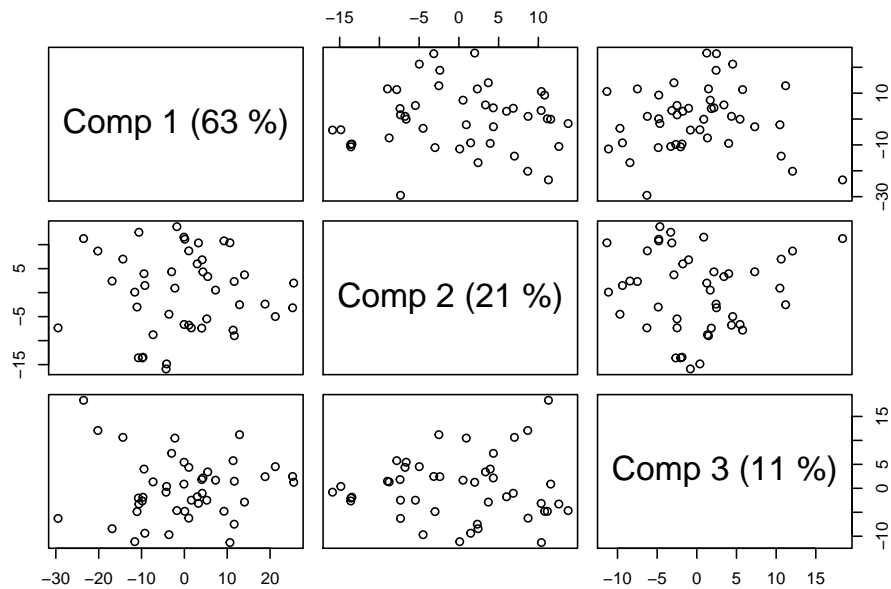 −15 −5 0 5 10
Comp 1 (63 %)
−30 −10 10
−15 −5 5
Comp 2 (21 %)
Comp 3 (11 %)
−10 0 5 10 15
−30 −20 −10 0 10 20
−10 −5 0 5 10 15